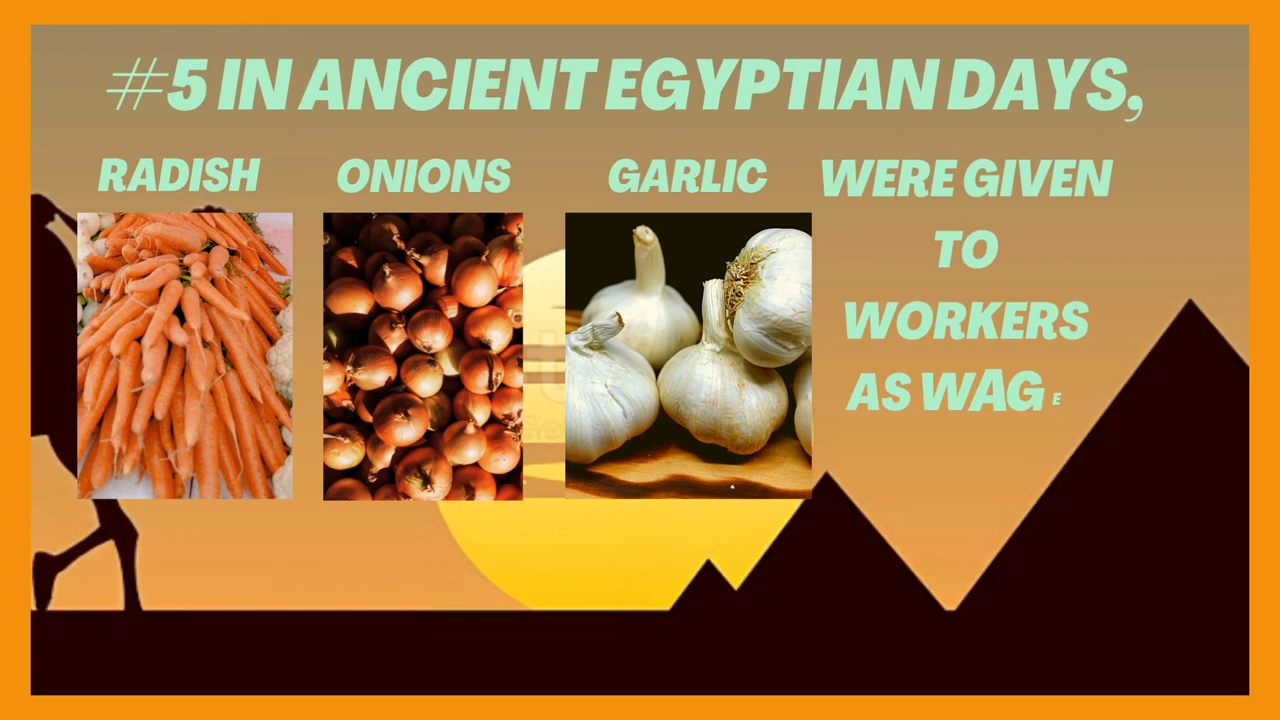 #5 IN ANCIENT EGYPTIAN DAYS,
RADISH ONIONS GARLIC WERE GIVEN
TO
WORKERS
AS WAG E